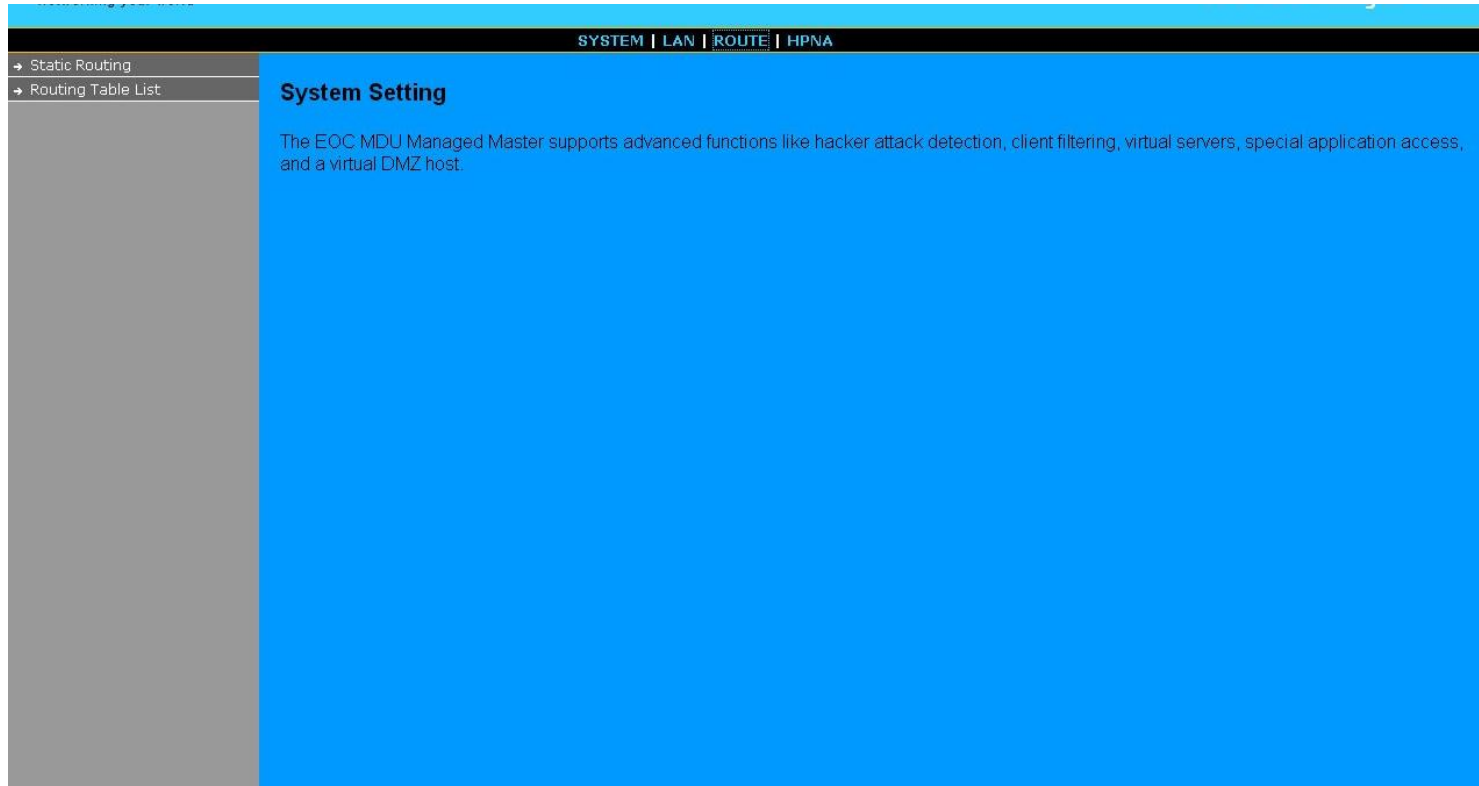 SYSTEM | LAN | ROUTE | HPNA
→ Static Routing
→ Routing Table List
System Setting
The EOC MDU Managed Master supports advanced functions like hacker attack detection, client filtering, virtual servers, special application access,
and a virtual DMZ host.